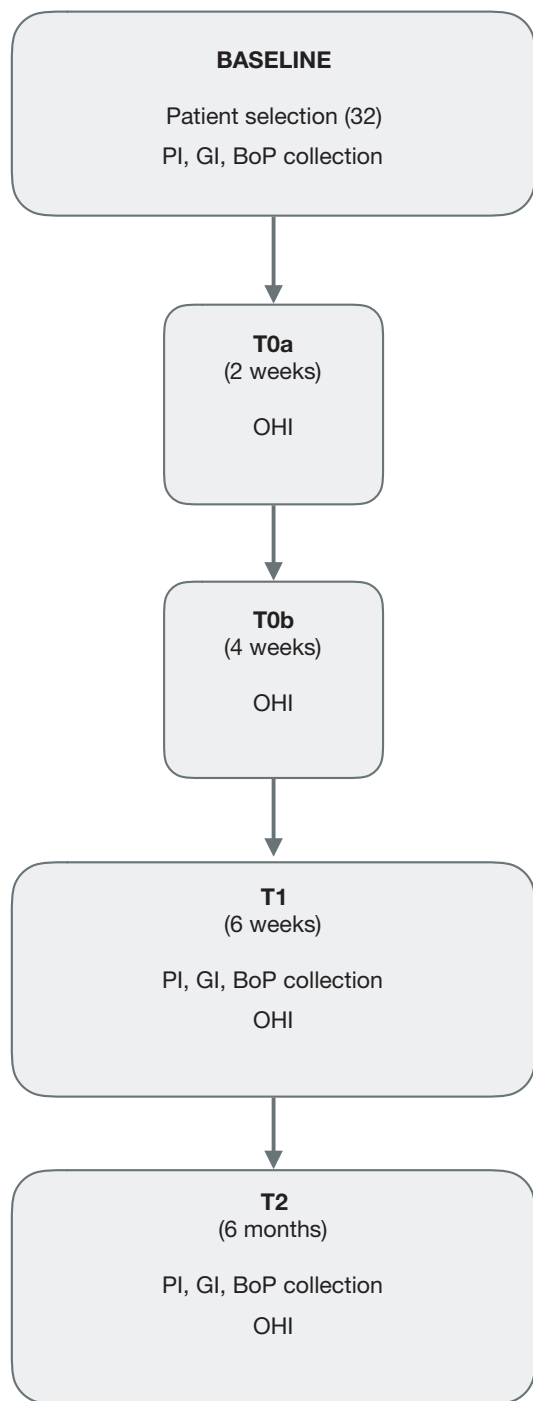 BASELINE
Patient selection (32)
PI, GI, BoP collection
T0a
(2 weeks)
OHI
T0b
(4 weeks)
OHI
T1
(6 weeks)
PI, GI, BoP collection
OHI
T2
(6 months)
PI, GI, BoP collection
OHI